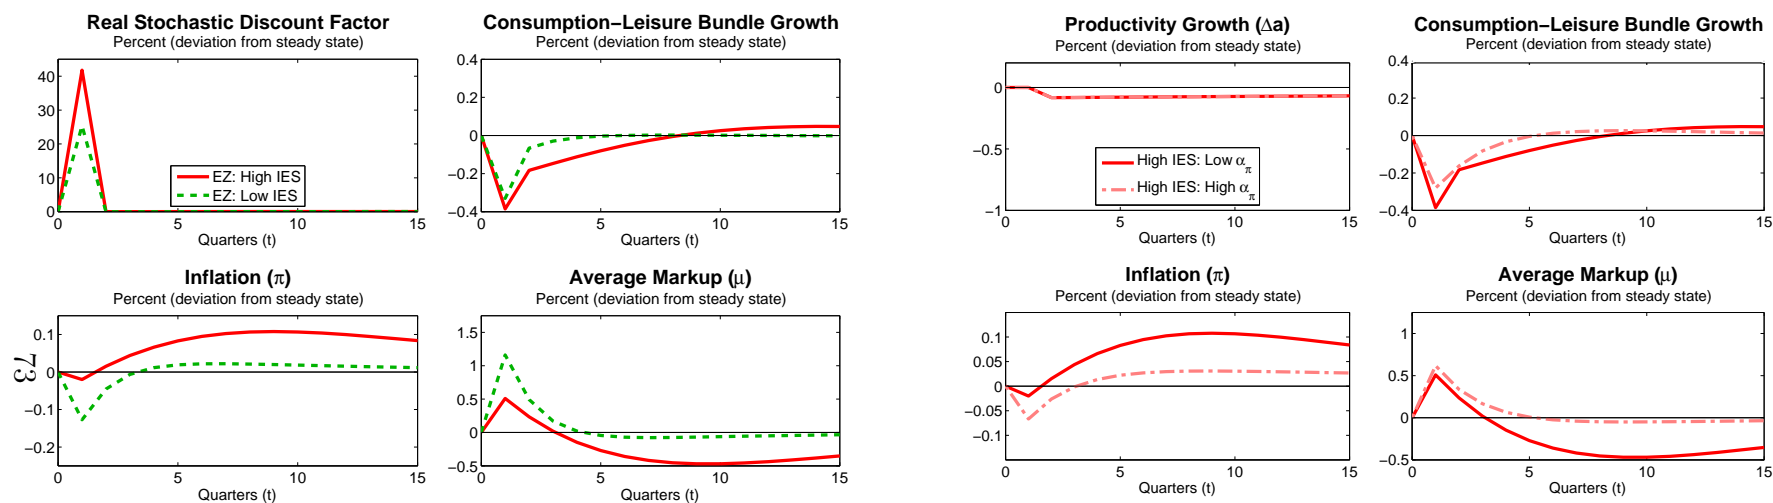 Real Stochastic Discount Factor
Percent (deviation from steady state)
40
30
20
10
0
EZ: High IES
EZ: Low IES
0
5
10
15
Quarters (t)
Consumption−Leisure Bundle Growth
Percent (deviation from steady state)
0.4
0.2
0
−0.2
−0.4
0
5
10
15
Quarters (t)
Productivity Growth (Δa)
Percent (deviation from steady state)
0
−0.5
−1
High IES: Low α_π
High IES: High α_π
0
5
10
15
Quarters (t)
Consumption−Leisure Bundle Growth
Percent (deviation from steady state)
0.4
0.2
0
−0.2
−0.4
0
5
10
15
Quarters (t)
Inflation (π)
Percent (deviation from steady state)
0.1
0
−0.1
−0.2
0
5
10
15
Quarters (t)
Average Markup (μ)
Percent (deviation from steady state)
1.5
1
0.5
0
−0.5
0
5
10
15
Quarters (t)
Inflation (π)
Percent (deviation from steady state)
0.1
0.05
0
−0.05
−0.1
0
5
10
15
Quarters (t)
Average Markup (μ)
Percent (deviation from steady state)
1
0.5
0
−0.5
0
5
10
15
Quarters (t)
73